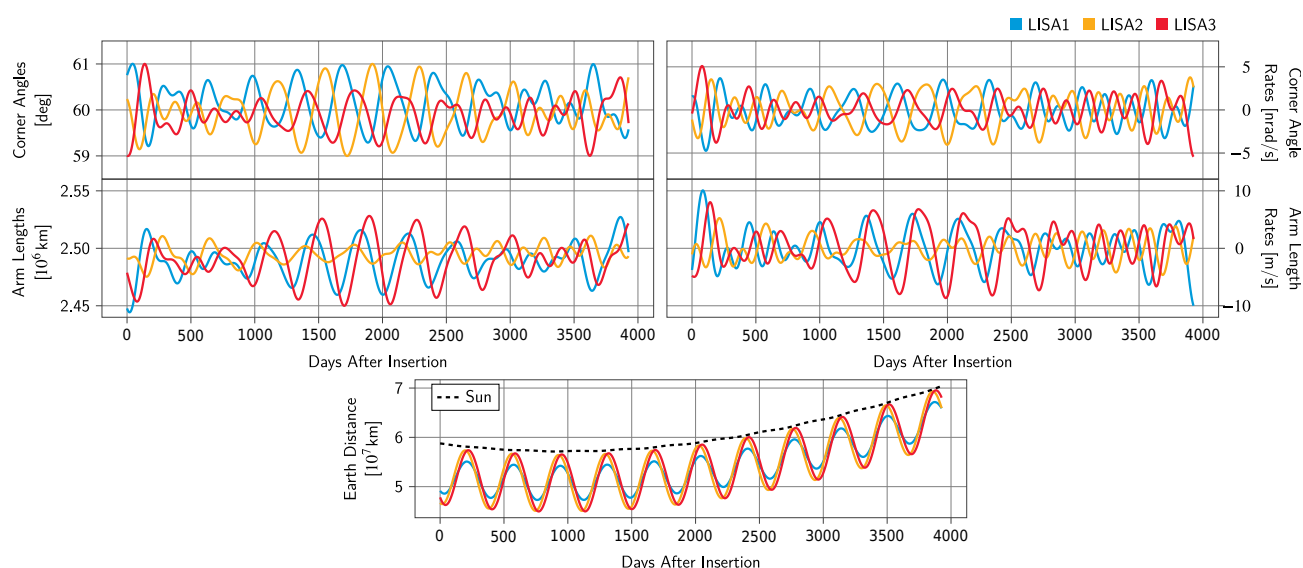 LISA1 LISA2 LISA3
Corner Angles
[deg]
61
60
59
Arm Lengths
[10⁶ km]
2.55
2.50
2.45
0 500 1000 1500 2000 2500 3000 3500 4000
Days After Insertion
5
0
−5
Corner Angle
Rates [nrad/s]
10
0
−10
Arm Length
Rates [m/s]
0 500 1000 1500 2000 2500 3000 3500 4000
Days After Insertion
Earth Distance
[10⁷ km]
7
6
5
Sun
0 500 1000 1500 2000 2500 3000 3500 4000
Days After Insertion